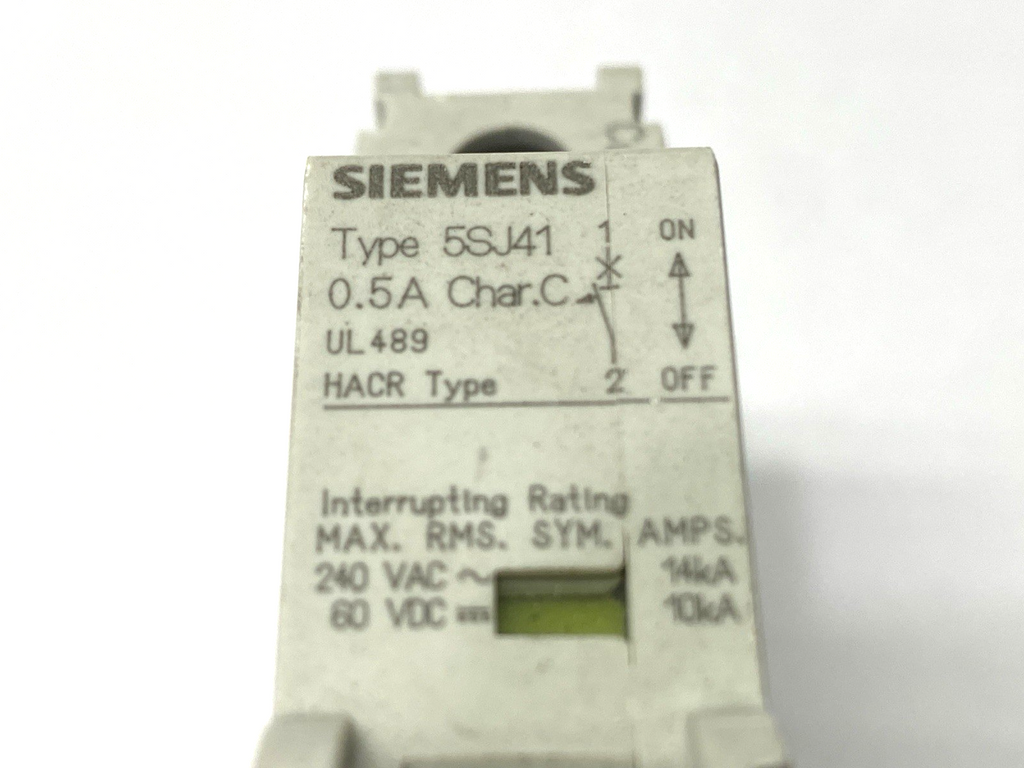 SIEMENS
Type 5SJ41 1 ON
0.5A Char.C
UL489
HACR Type 2 OFF
Interrupting Rating
MAX. RMS. SYM. AMPS.
240 VAC ~ 14kA
60 VDC ⎓ 10kA